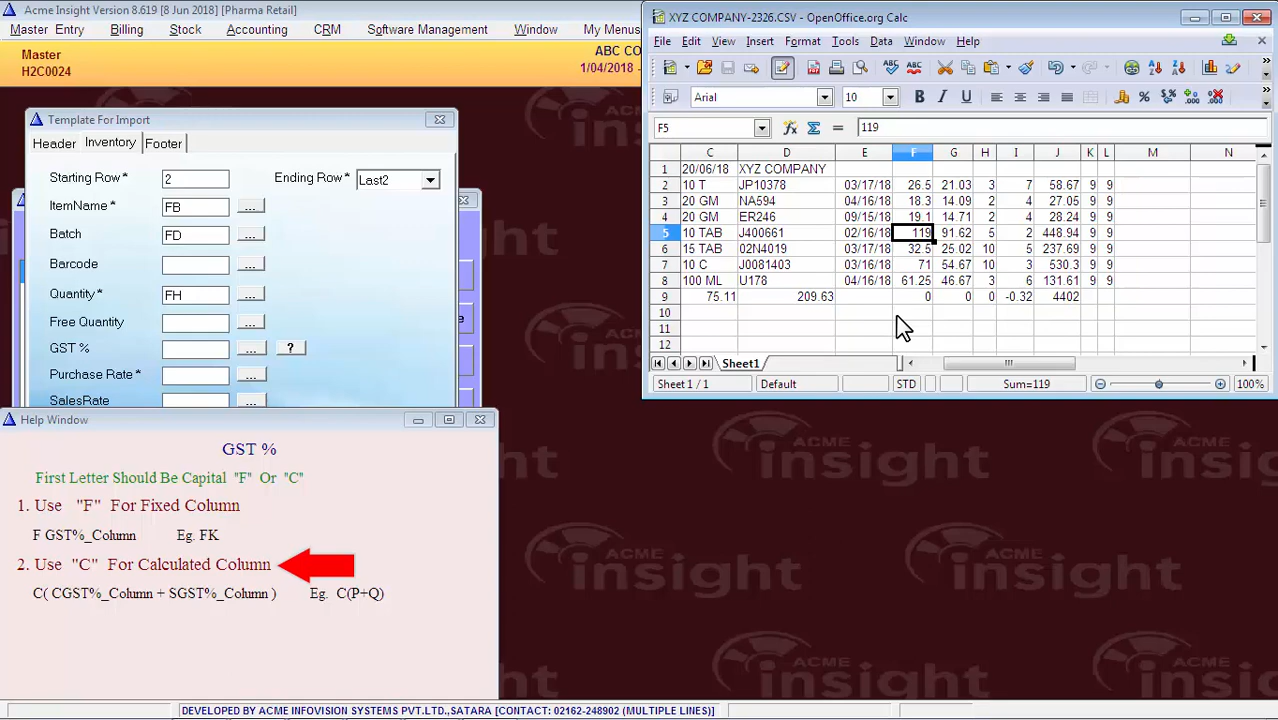 Acme Insight Version 8.619 [8 Jun 2018] [Pharma Retail]
Master Entry Billing Stock Accounting CRM Software Management Window My Menus
Master
H2C0024
ABC CO
1/04/2018 -
Template For Import
Header Inventory Footer
Starting Row * 2 Ending Row * Last2
ItemName * FB ...
Batch FD ...
Barcode ...
Quantity * FH ...
Free Quantity ...
GST % ... ?
Purchase Rate * ...
SalesRate ...
Help Window
GST %
First Letter Should Be Capital "F" Or "C"
1. Use "F" For Fixed Column
F GST%_Column Eg. FK
2. Use "C" For Calculated Column
C( CGST%_Column + SGST%_Column ) Eg. C(P+Q)
XYZ COMPANY-2326.CSV - OpenOffice.org Calc
File Edit View Insert Format Tools Data Window Help
Arial 10 B I U
F5 119
C D E F G H I J K L M N
1 20/06/18 XYZ COMPANY
2 10 T JP10378 03/17/18 26.5 21.03 3 7 58.67 9 9
3 20 GM NA594 04/16/18 18.3 14.09 2 4 27.05 9 9
4 20 GM ER246 09/15/18 19.1 14.71 2 4 28.24 9 9
5 10 TAB J400661 02/16/18 119 91.62 5 2 448.94 9 9
6 15 TAB 02N4019 03/17/18 32.5 25.02 10 5 237.69 9 9
7 10 C J0081403 03/16/18 71 54.67 10 3 530.3 9 9
8 100 ML U178 04/16/18 61.25 46.67 3 6 131.61 9 9
9 75.11 209.63 0 0 0 -0.32 4402
10
11
12
Sheet1
Sheet 1 / 1 Default STD Sum=119 100%
ACME insight
ACME insight
ACME insight
ACME insight
ACME insight
DEVELOPED BY ACME INFOVISION SYSTEMS PVT.LTD.,SATARA [CONTACT: 02162-248902 (MULTIPLE LINES)]